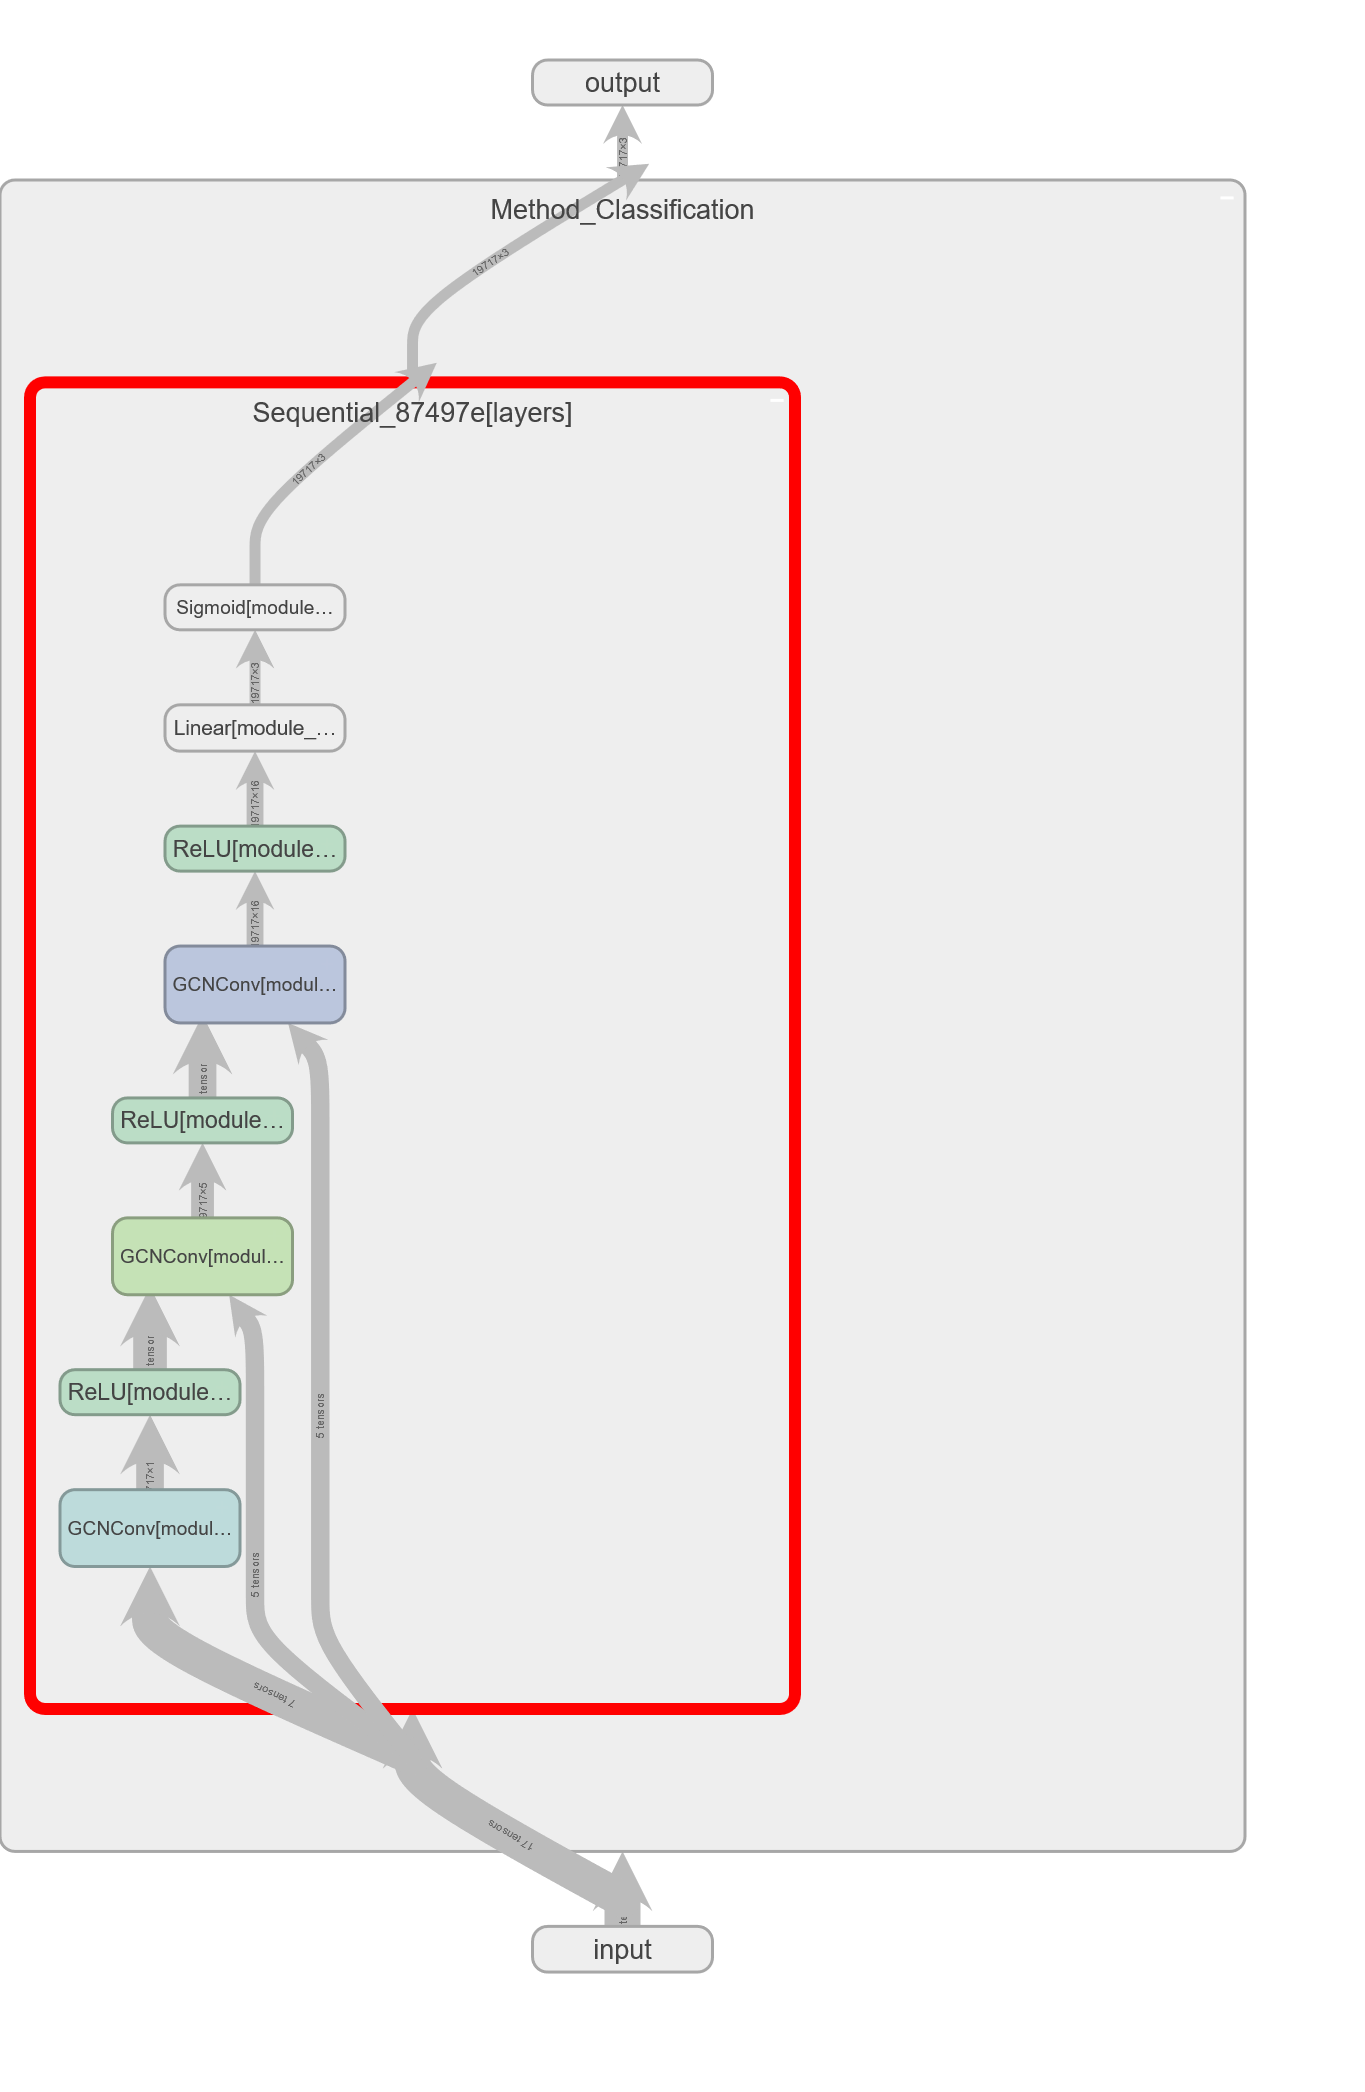 output
717×3
Method_Classification
19717×3
Sequential_87497e[layers]
19717×3
Sigmoid[module…
19717×3
Linear[module_…
19717×16
ReLU[module…
19717×16
GCNConv[modul…
tensor
ReLU[module…
9717×5
GCNConv[modul…
tensor
ReLU[module…
5 tensors
717×1
GCNConv[modul…
5 tensors
7 tensors
17 tensors
te
input